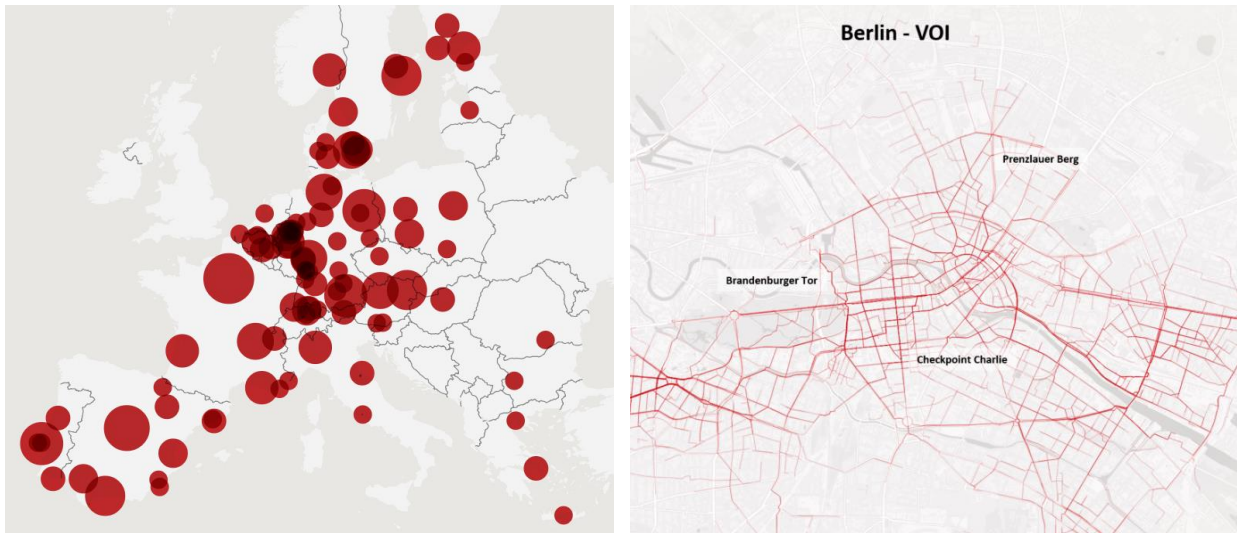 Berlin - VOI
Prenzlauer Berg
Brandenburger Tor
Checkpoint Charlie